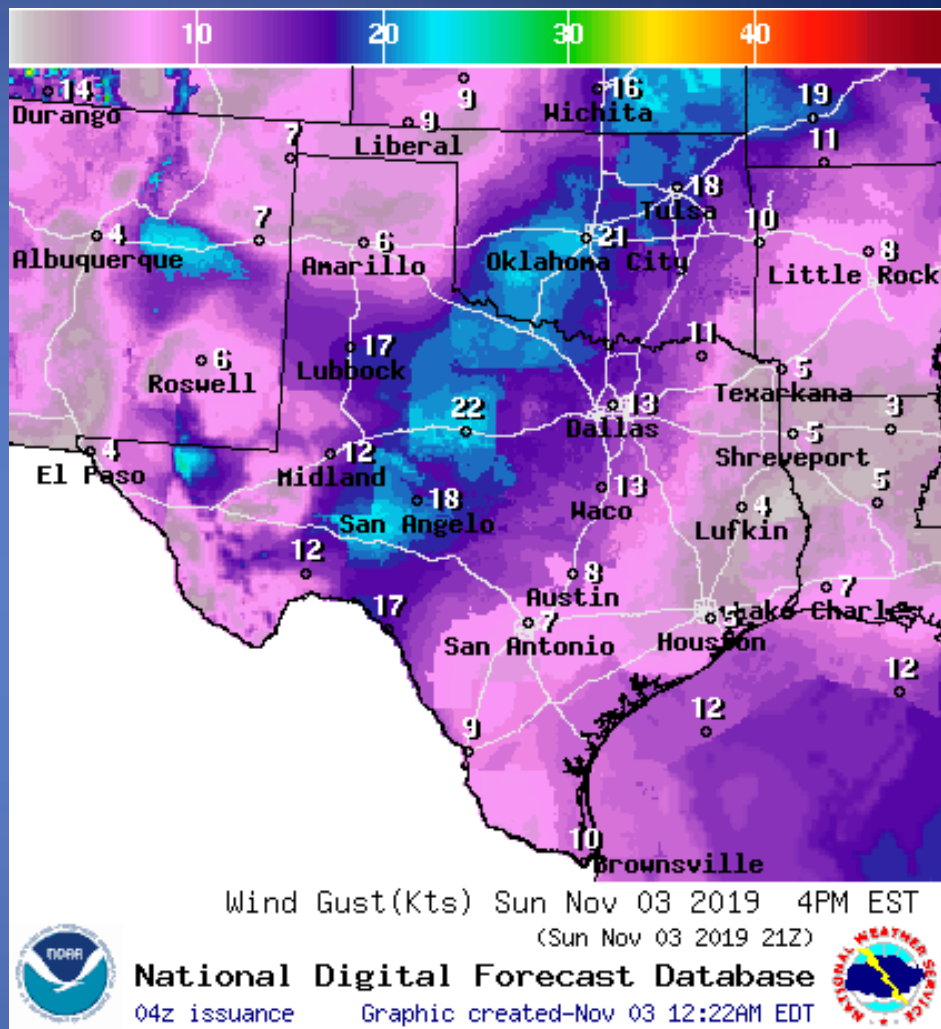 10 20 30 40
14
Durango
9
9
Liberal
16
Wichita
19
11
7
18
Tulsa
4
Albuquerque
7
6
Amarillo
21
Oklahoma City
10
8
Little Rock
6
Roswell
17
Lubbock
11
5
Texarkana
22
13
Dallas
3
5
Shreveport
4
El Paso
12
Midland
18
San Angelo
13
Waco
4
Lufkin
5
12
8
Austin
7
Lake Charles
17
7
San Antonio
5
Houston
12
12
9
10
Brownsville
Wind Gust(Kts) Sun Nov 03 2019 4PM EST
(Sun Nov 03 2019 21Z)
National Digital Forecast Database
04z issuance Graphic created-Nov 03 12:22AM EDT
NOAA
NATIONAL WEATHER SERVICE